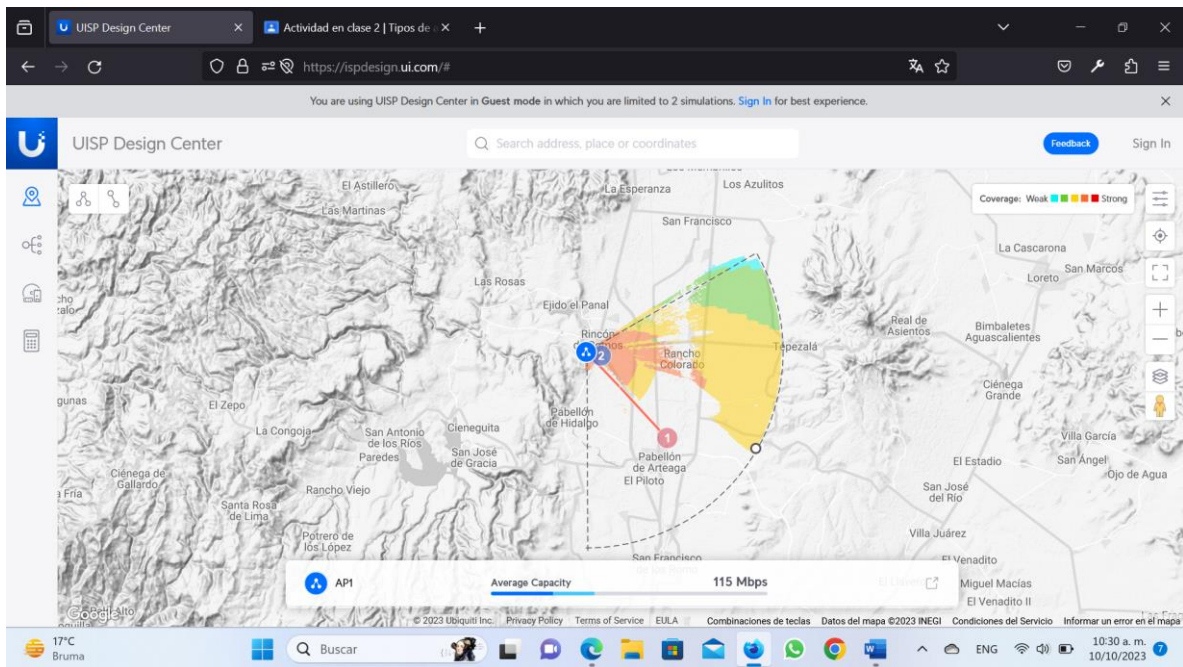 UISP Design Center
Actividad en clase 2 | Tipos de
https://ispdesign.ui.com/#
You are using UISP Design Center in Guest mode in which you are limited to 2 simulations. Sign In for best experience.
UISP Design Center
Search address, place or coordinates
Feedback
Sign In
El Astillero
La Esperanza
Los Azulitos
Coverage: Weak
Strong
Las Martinas
San Francisco
La Cascarona
San Marcos
Loreto
Las Rosas
Ejido el Panal
Real de
Asientos
Bimbaletes
Aguascalientes
Rincón
Rancho
Colorado
Tepezalá
2
Ciénega
Grande
El Zepo
Pabellón
de Hidalgo
La Congoja
San Antonio
de los Ríos
Paredes
Cieneguita
1
Villa García
San José
de Gracia
Pabellón
de Arteaga
El Estadio
San Ángel
Ciénega de
Gallardo
El Piloto
Ojo de Agua
Rancho Viejo
San José
del Río
Santa Rosa
de Lima
Villa Juárez
Potrero de
los López
San Francisco
El Venadito
AP1
Average Capacity
115 Mbps
Miguel Macías
El Venadito II
Google
© 2023 Ubiquiti Inc.
Privacy Policy
Terms of Service
EULA
Combinaciones de teclas
Datos del mapa ©2023 INEGI
Condiciones del Servicio
Informar un error en el mapa
17°C
Bruma
Buscar
ENG
10:30 a. m.
10/10/2023
7